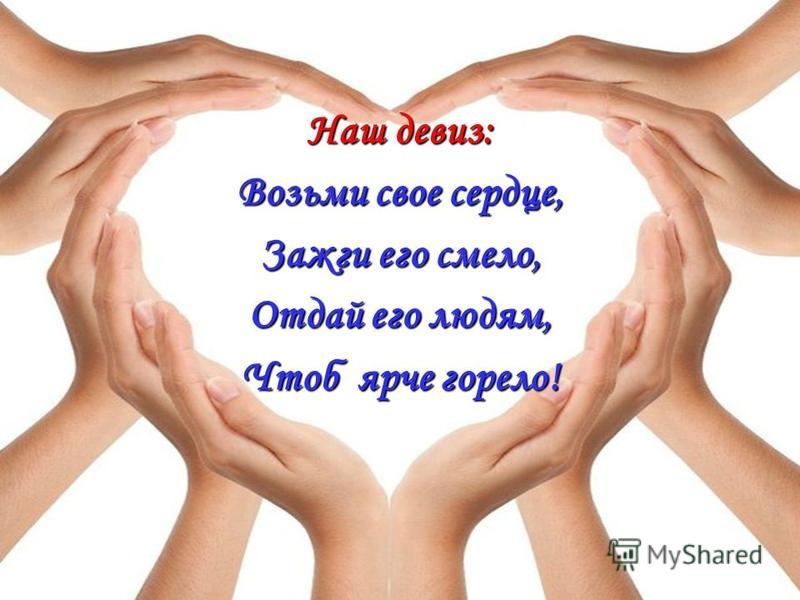 Наш девиз:
Возьми свое сердце,
Зажги его смело,
Отдай его людям,
Чтоб ярче горело!
MyShared